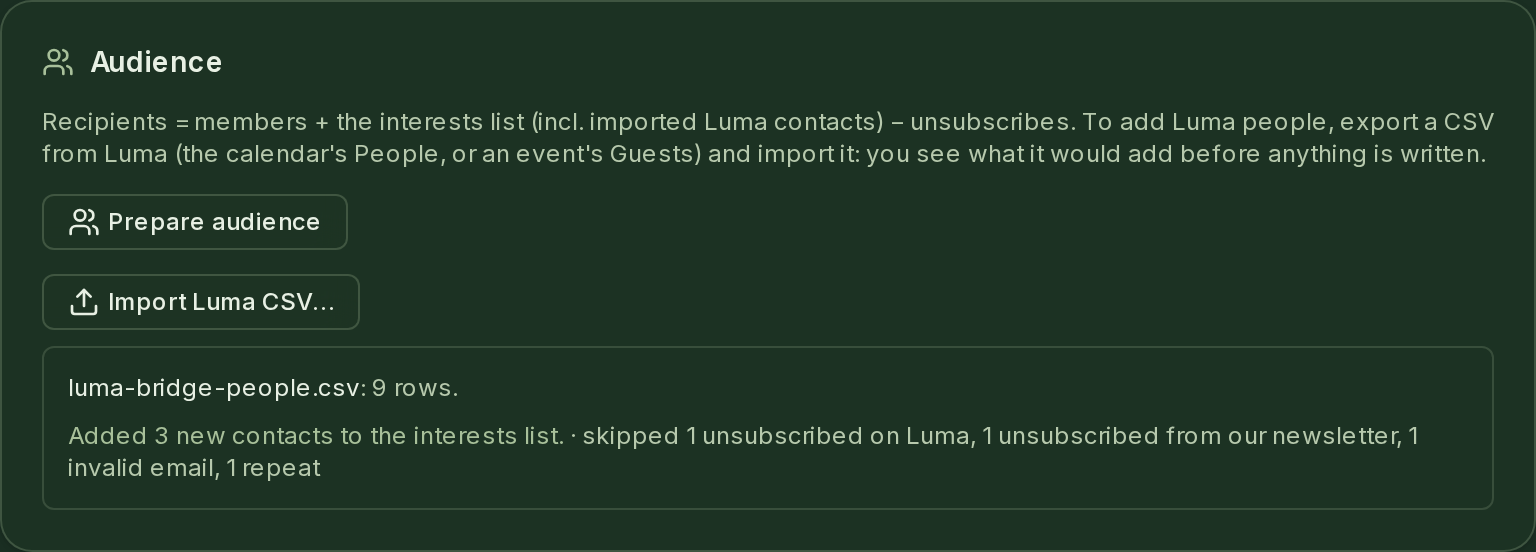 Audience
Recipients = members + the interests list (incl. imported Luma contacts) – unsubscribes. To add Luma people, export a CSV
from Luma (the calendar's People, or an event's Guests) and import it: you see what it would add before anything is written.
Prepare audience
Import Luma CSV…
luma-bridge-people.csv: 9 rows.
Added 3 new contacts to the interests list. · skipped 1 unsubscribed on Luma, 1 unsubscribed from our newsletter, 1
invalid email, 1 repeat